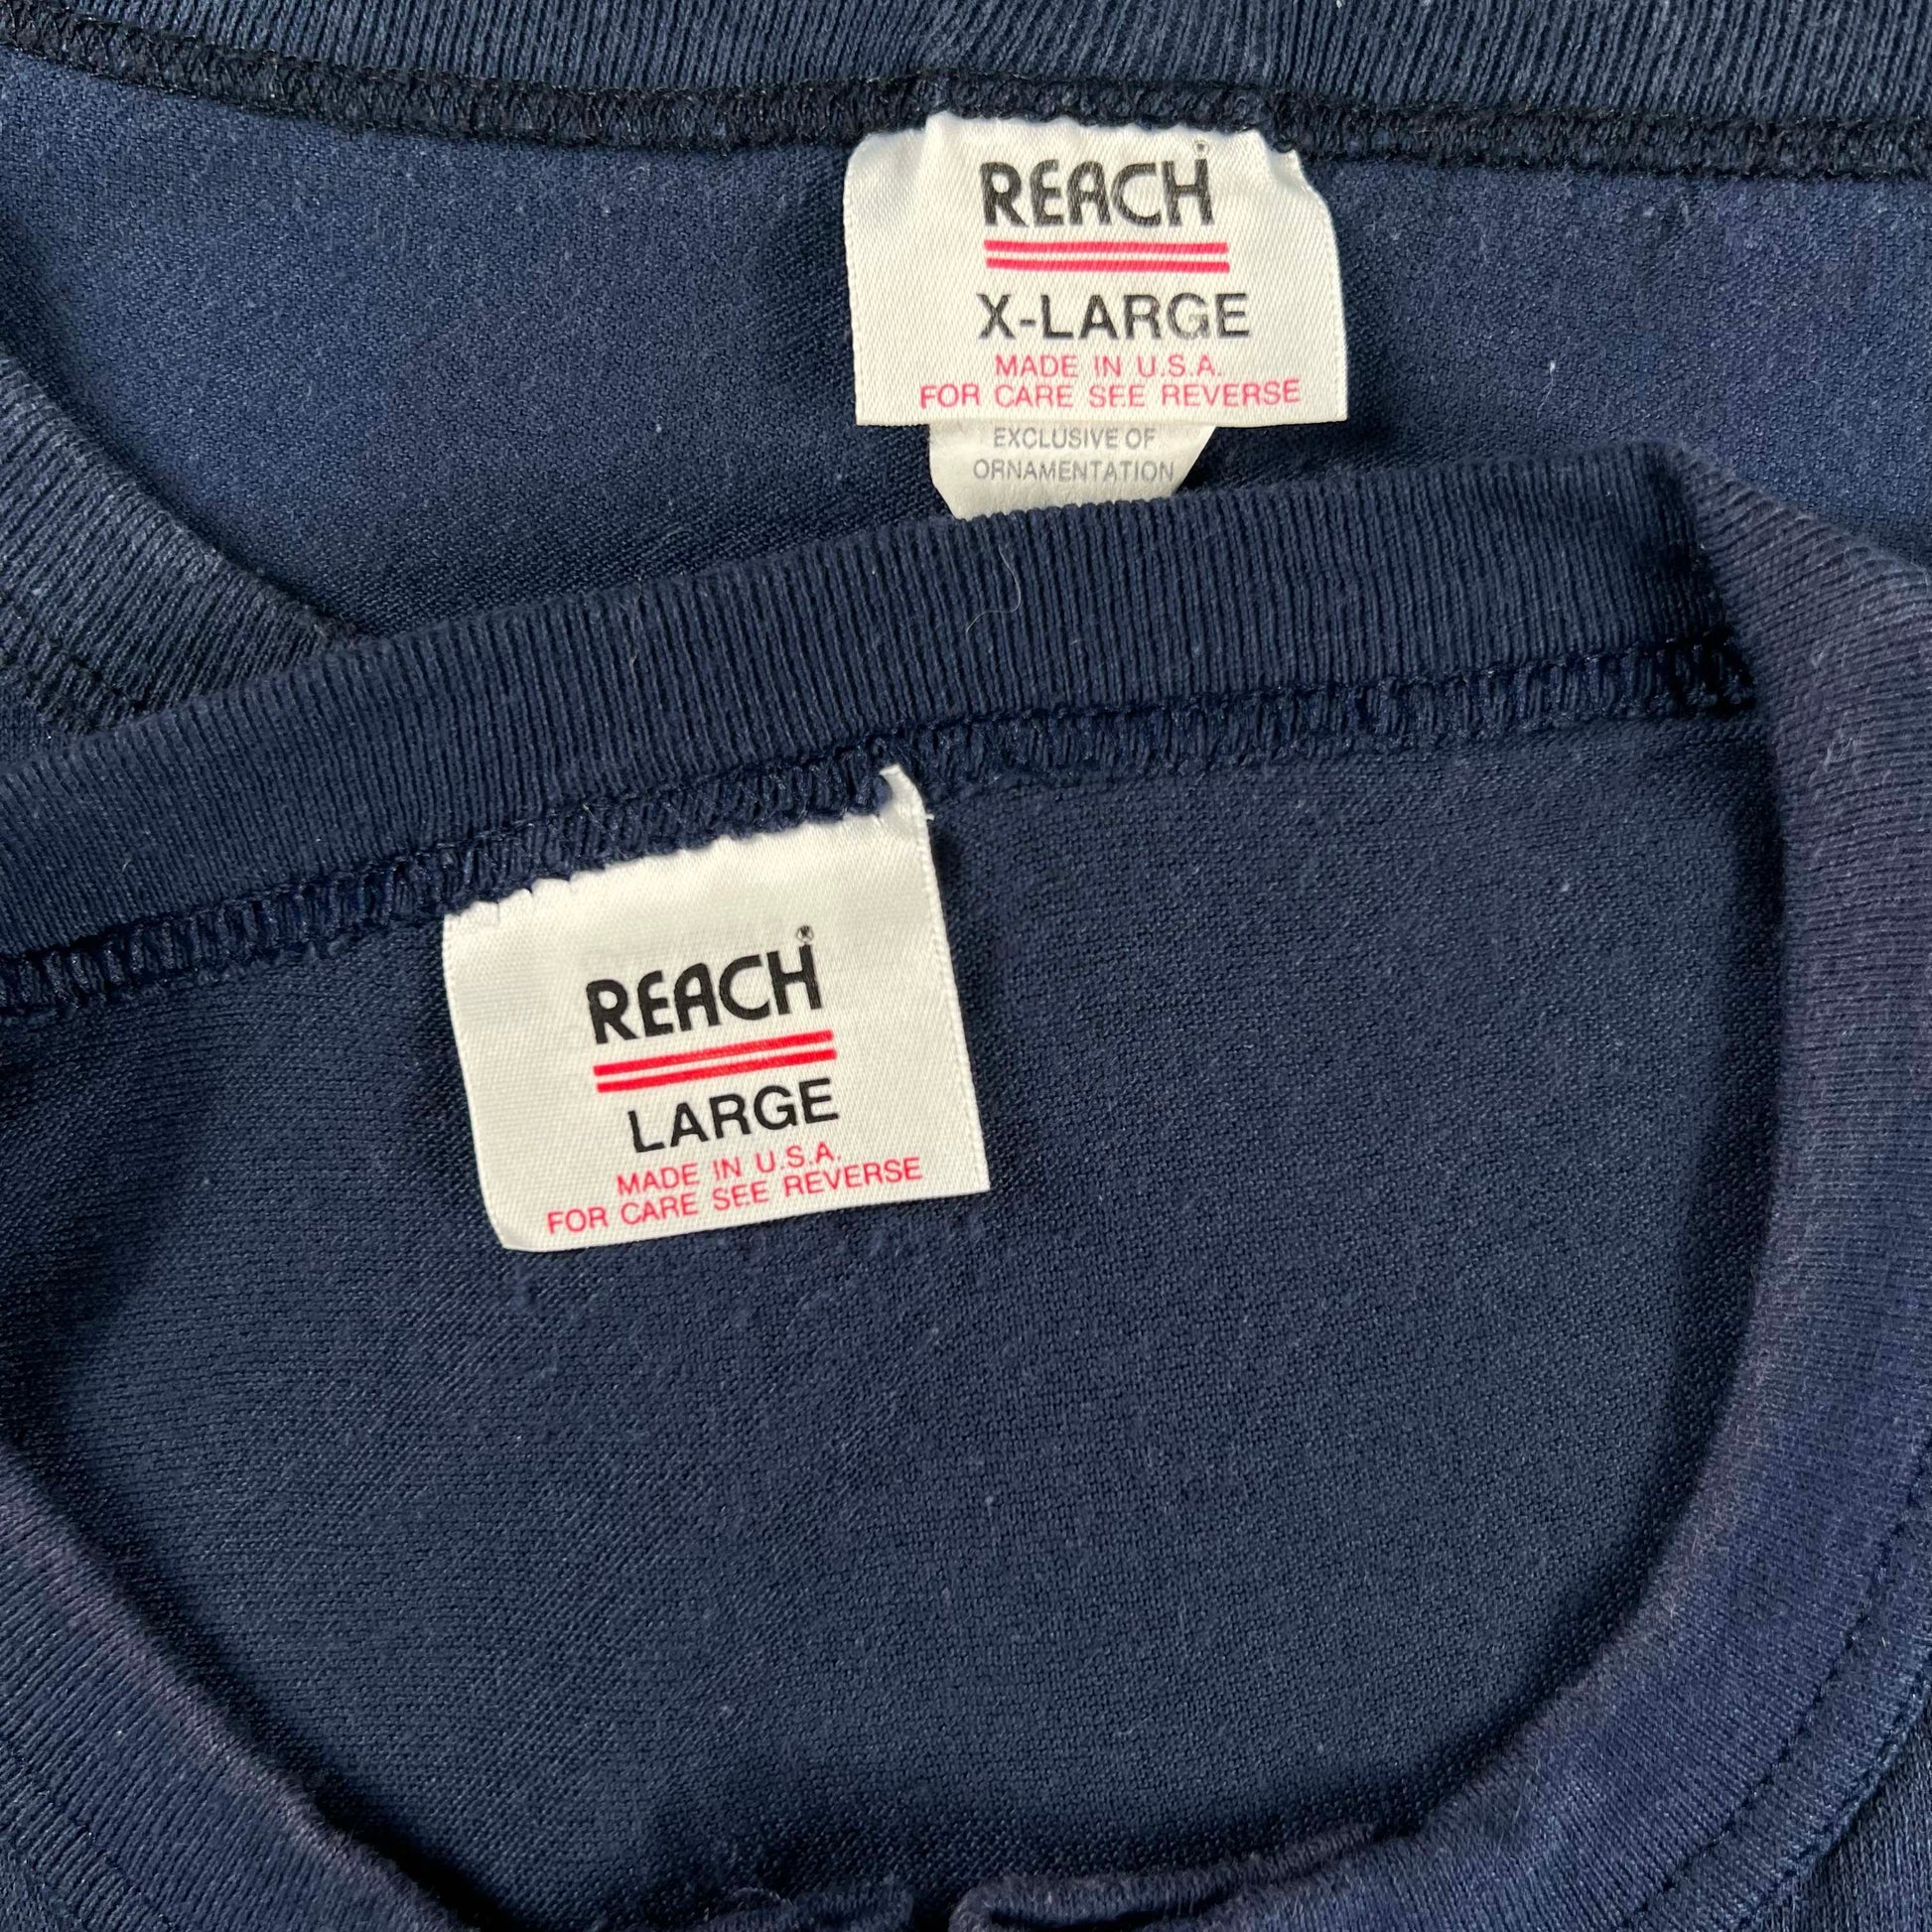 REACH®
X-LARGE
MADE IN U.S.A.
FOR CARE SEE REVERSE
EXCLUSIVE OF
ORNAMENTATION
REACH®
LARGE
MADE IN U.S.A.
FOR CARE SEE REVERSE